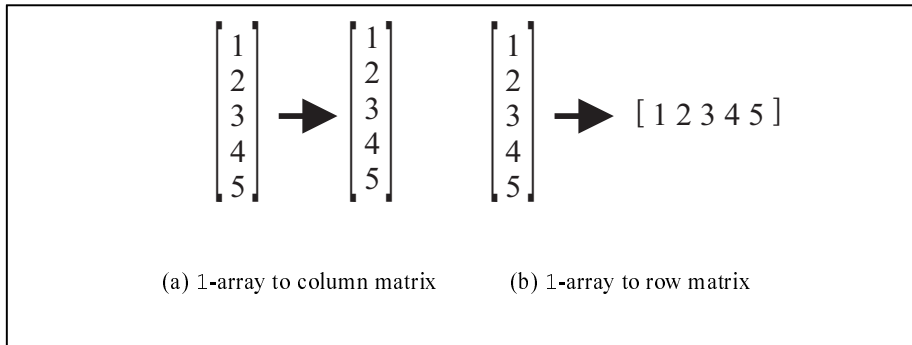 1 1 1
2 2 2
3 3 3 [ 1 2 3 4 5 ]
4 4 4
5 5 5
(a) 1-array to column matrix (b) 1-array to row matrix